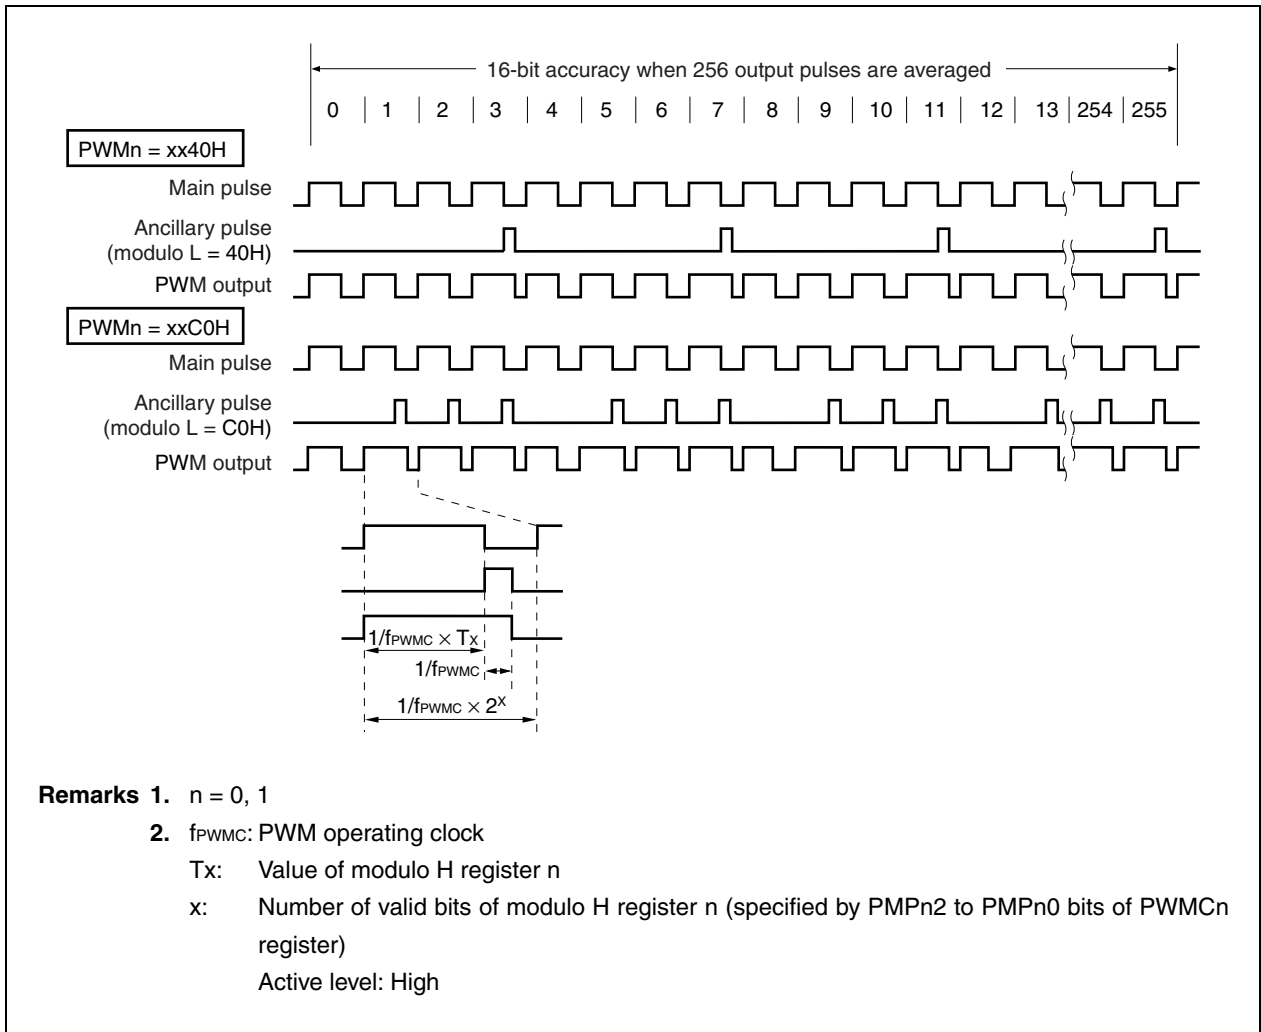 16-bit accuracy when 256 output pulses are averaged
0 1 2 3 4 5 6 7 8 9 10 11 12 13 254 255
PWMn = xx40H
Main pulse
Ancillary pulse
(modulo L = 40H)
PWM output
PWMn = xxC0H
Main pulse
Ancillary pulse
(modulo L = C0H)
PWM output
1/fPWMC × Tx
1/fPWMC
1/fPWMC × 2^x
Remarks 1. n = 0, 1
2. fPWMC: PWM operating clock
Tx: Value of modulo H register n
x: Number of valid bits of modulo H register n (specified by PMPn2 to PMPn0 bits of PWMCn
register)
Active level: High